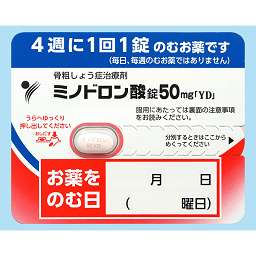 4週に1回1錠のむお薬です
(毎日、毎週のむお薬ではありません)
骨粗しょう症治療剤
ミノドロン酸錠50mg「YD」
うらへゆっくり
押し出してください
服用にあたっては裏面の注意事項
をお読みください。
分別するときはここから
めくってください
お薬を
のむ日
月 日
( 曜日)